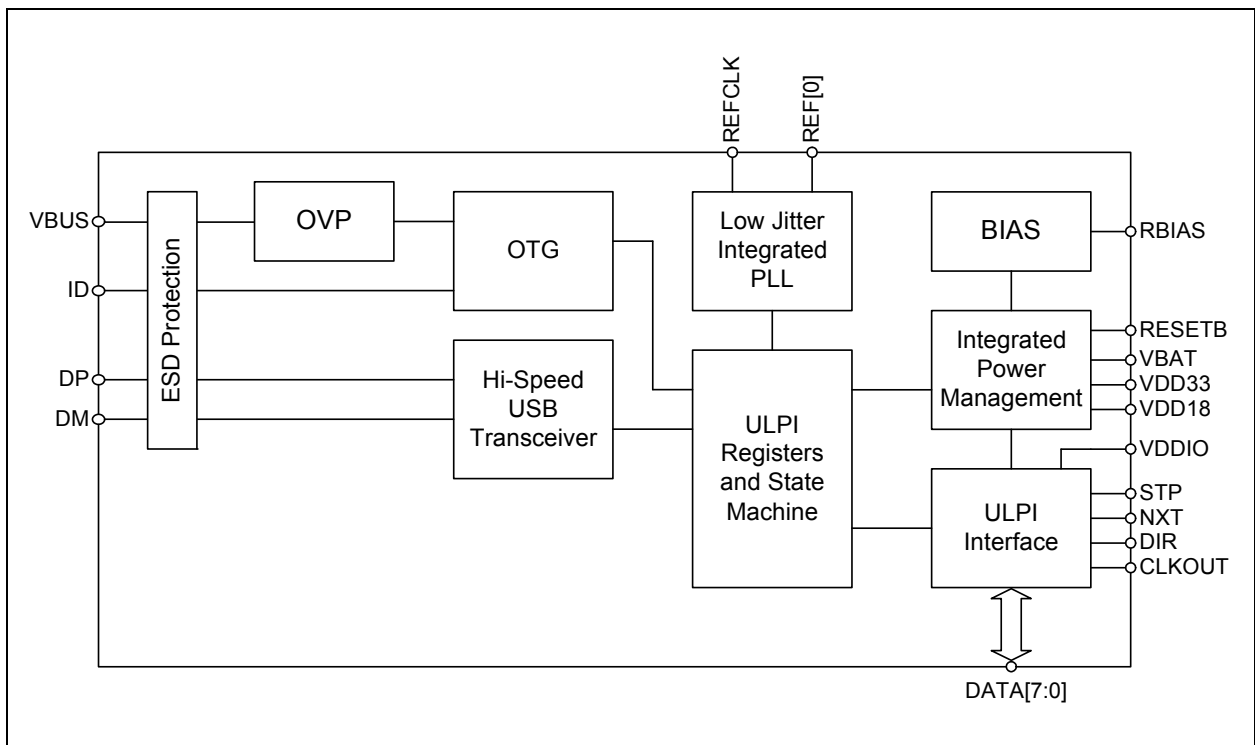 REFCLK
REF[0]
VBUS
ID
DP
DM
ESD Protection
OVP
OTG
Hi-Speed
USB
Transceiver
Low Jitter
Integrated
PLL
ULPI
Registers
and State
Machine
BIAS
Integrated
Power
Management
ULPI
Interface
RBIAS
RESETB
VBAT
VDD33
VDD18
VDDIO
STP
NXT
DIR
CLKOUT
DATA[7:0]